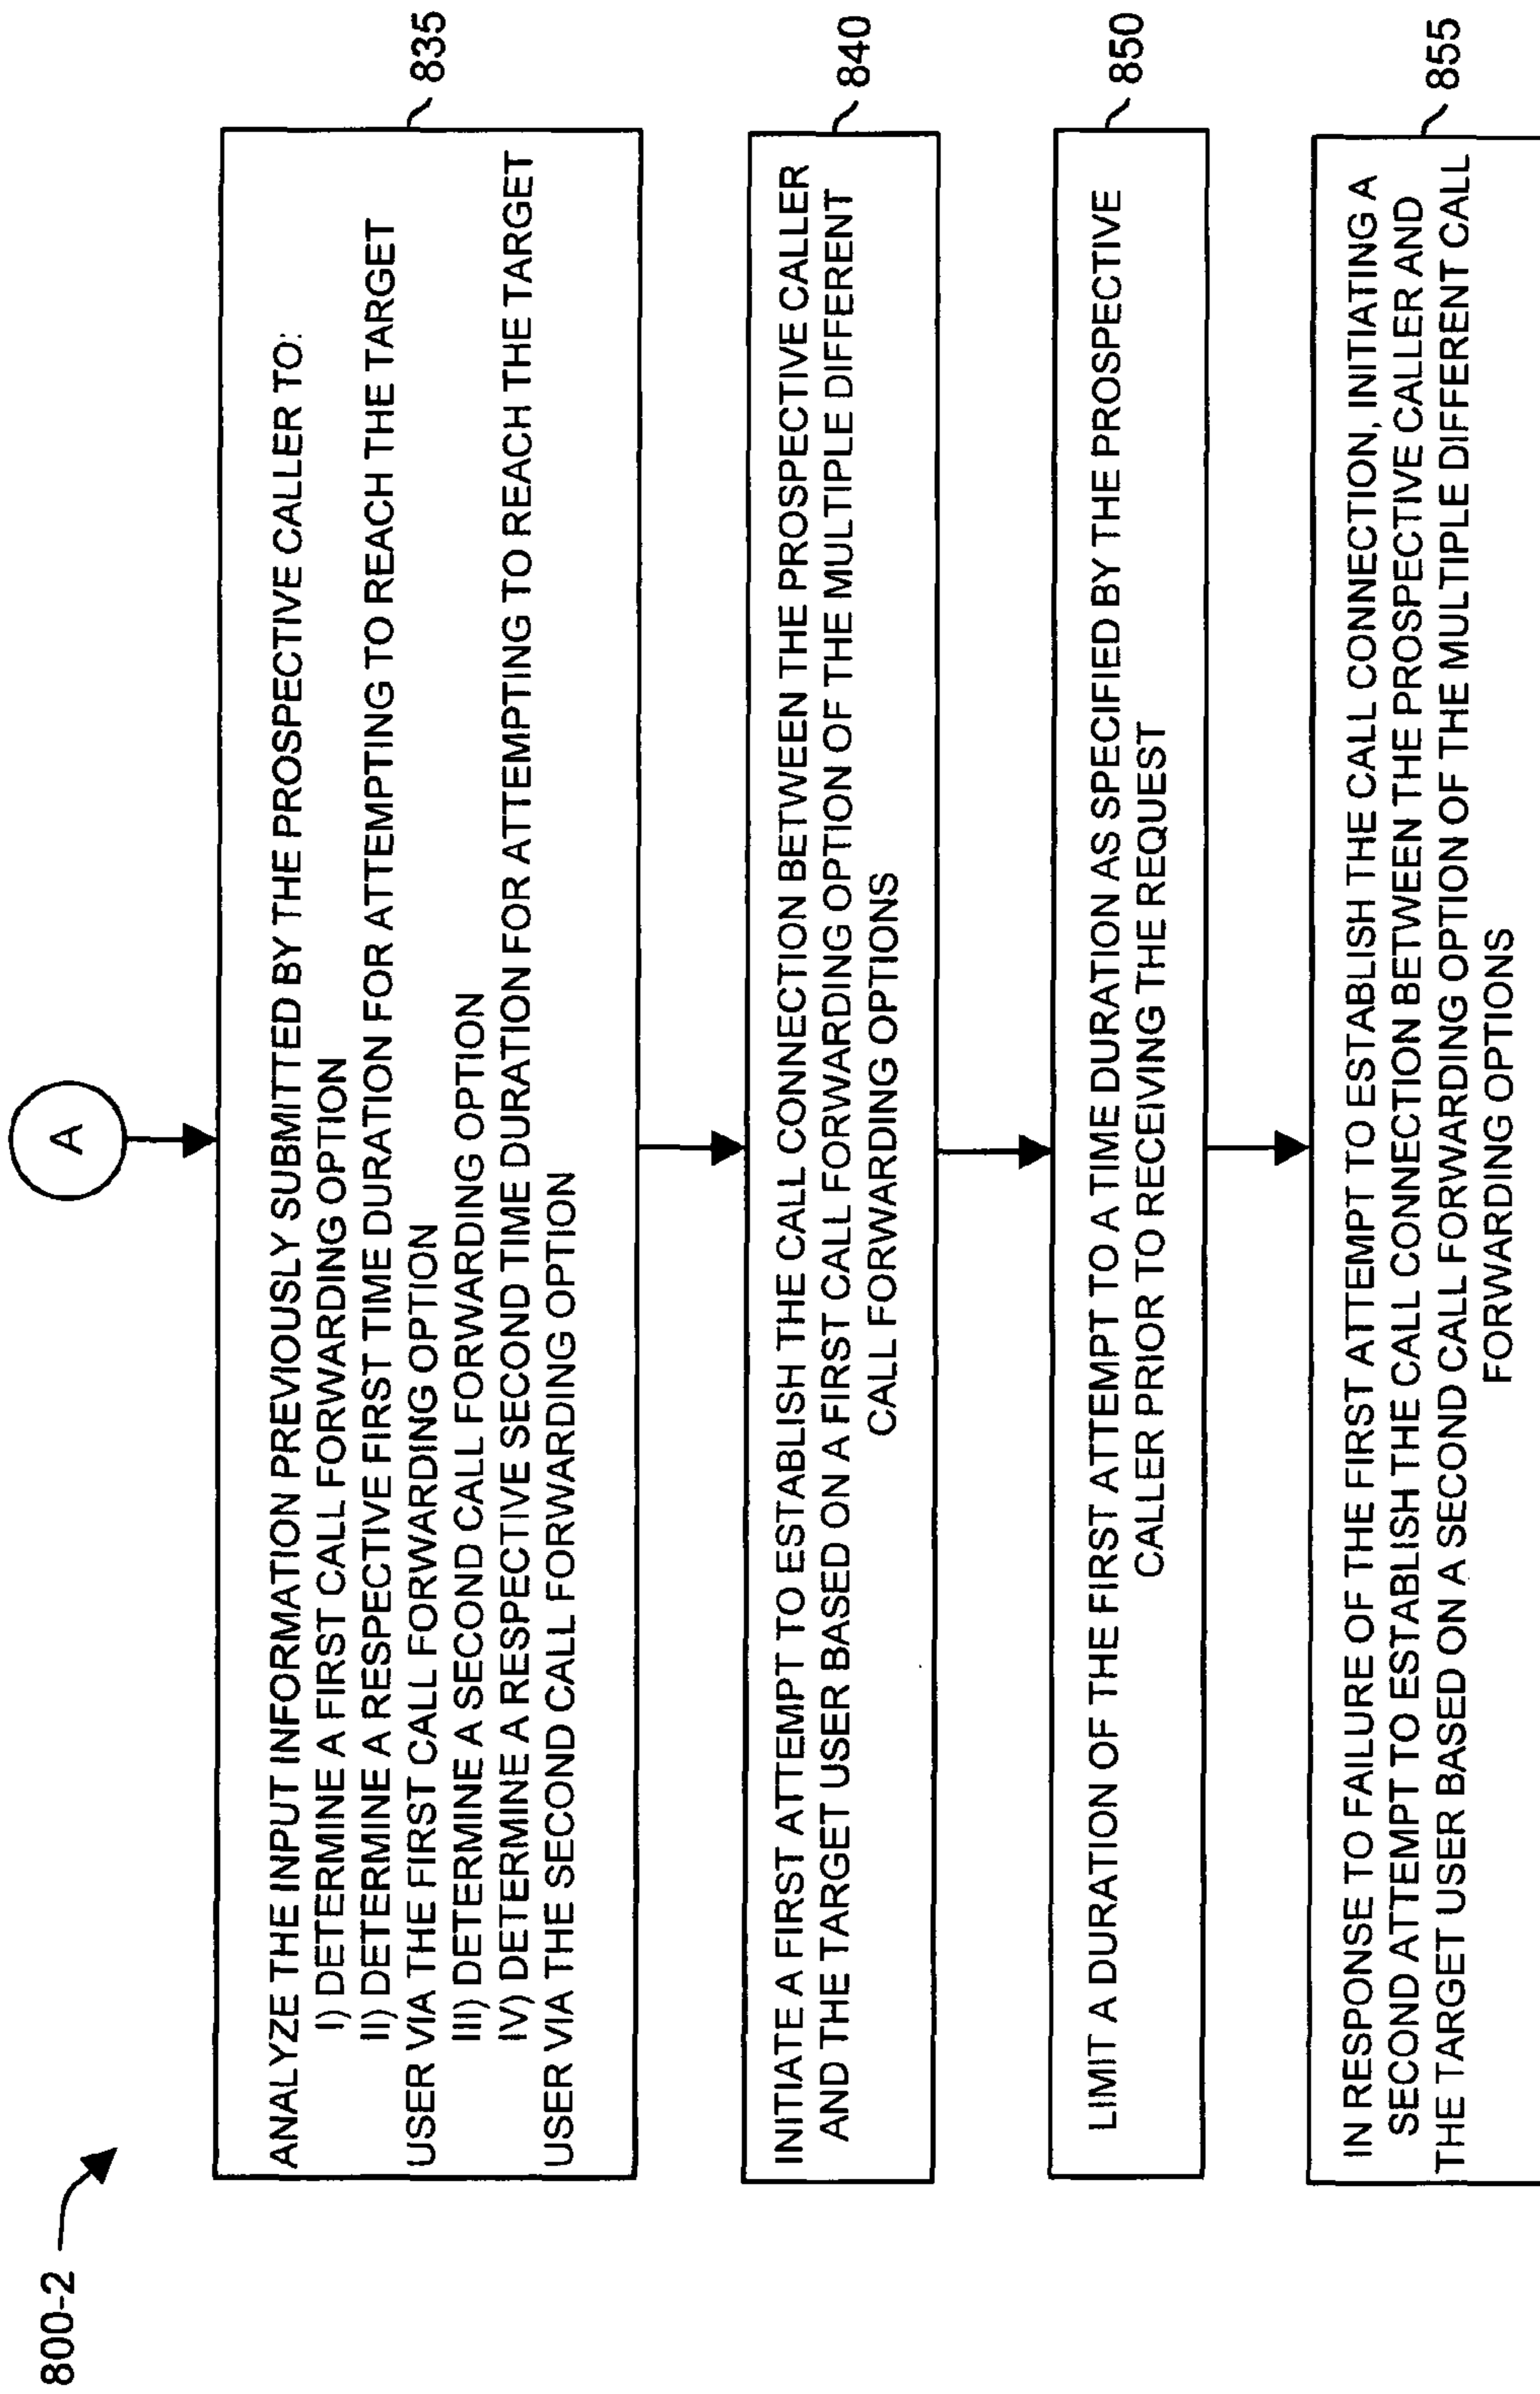 800-2
A
835
ANALYZE THE INPUT INFORMATION PREVIOUSLY SUBMITTED BY THE PROSPECTIVE CALLER TO:
I) DETERMINE A FIRST CALL FORWARDING OPTION
II) DETERMINE A RESPECTIVE FIRST TIME DURATION FOR ATTEMPTING TO REACH THE TARGET
USER VIA THE FIRST CALL FORWARDING OPTION
III) DETERMINE A SECOND CALL FORWARDING OPTION
IV) DETERMINE A RESPECTIVE SECOND TIME DURATION FOR ATTEMPTING TO REACH THE TARGET
USER VIA THE SECOND CALL FORWARDING OPTION
840
INITIATE A FIRST ATTEMPT TO ESTABLISH THE CALL CONNECTION BETWEEN THE PROSPECTIVE CALLER
AND THE TARGET USER BASED ON A FIRST CALL FORWARDING OPTION OF THE MULTIPLE DIFFERENT
CALL FORWARDING OPTIONS
850
LIMIT A DURATION OF THE FIRST ATTEMPT TO A TIME DURATION AS SPECIFIED BY THE PROSPECTIVE
CALLER PRIOR TO RECEIVING THE REQUEST
855
IN RESPONSE TO FAILURE OF THE FIRST ATTEMPT TO ESTABLISH THE CALL CONNECTION, INITIATING A
SECOND ATTEMPT TO ESTABLISH THE CALL CONNECTION BETWEEN THE PROSPECTIVE CALLER AND
THE TARGET USER BASED ON A SECOND CALL FORWARDING OPTION OF THE MULTIPLE DIFFERENT CALL
FORWARDING OPTIONS